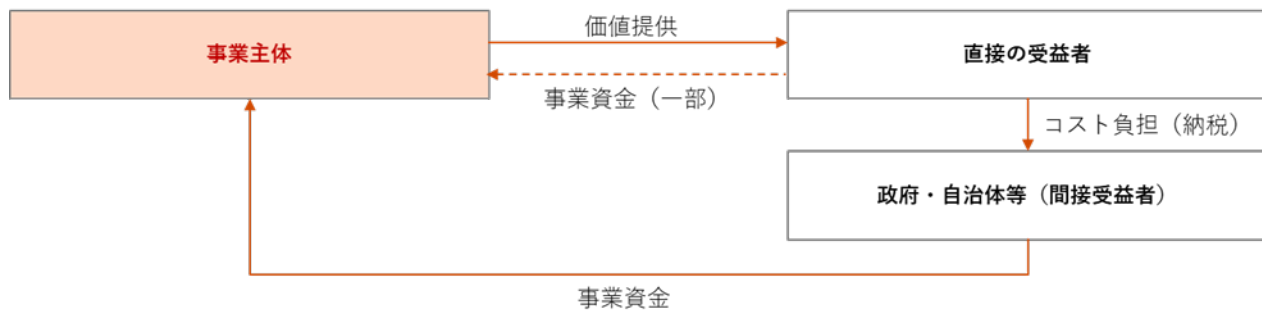 価値提供
事業主体
直接の受益者
事業資金（一部）
コスト負担（納税）
政府・自治体等（間接受益者）
事業資金